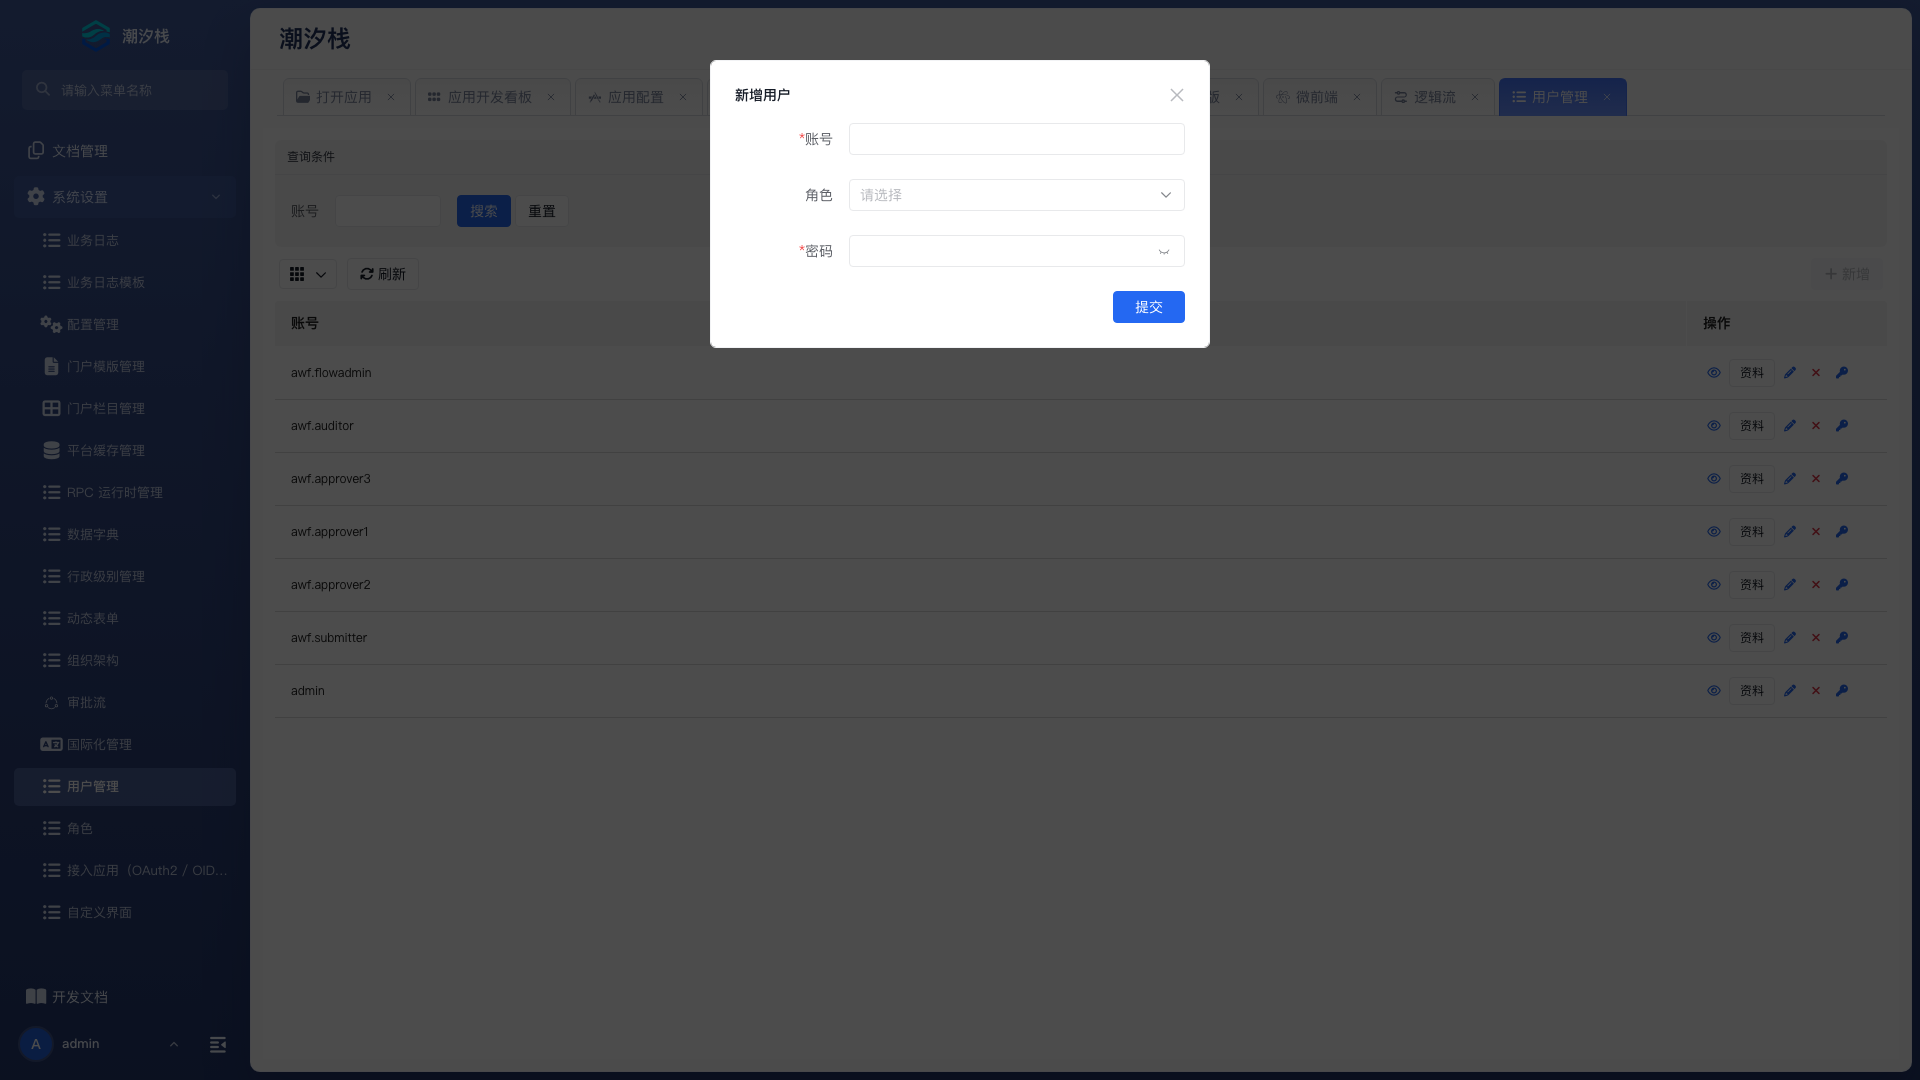 潮汐栈
请输入菜单名称
文档管理
系统设置
业务日志
业务日志模板
配置管理
门户模版管理
门户栏目管理
平台缓存管理
RPC 运行时管理
数据字典
行政级别管理
动态表单
组织架构
审批流
国际化管理
用户管理
角色
接入应用（OAuth2 / OID...
自定义界面
开发文档
A admin
潮汐栈
打开应用 应用开发看板 应用配置 版 微前端 逻辑流 用户管理
查询条件
账号 搜索 重置
刷新 新增
账号 操作
awf.flowadmin 资料
awf.auditor 资料
awf.approver3 资料
awf.approver1 资料
awf.approver2 资料
awf.submitter 资料
admin 资料
新增用户
*账号
角色 请选择
*密码
提交